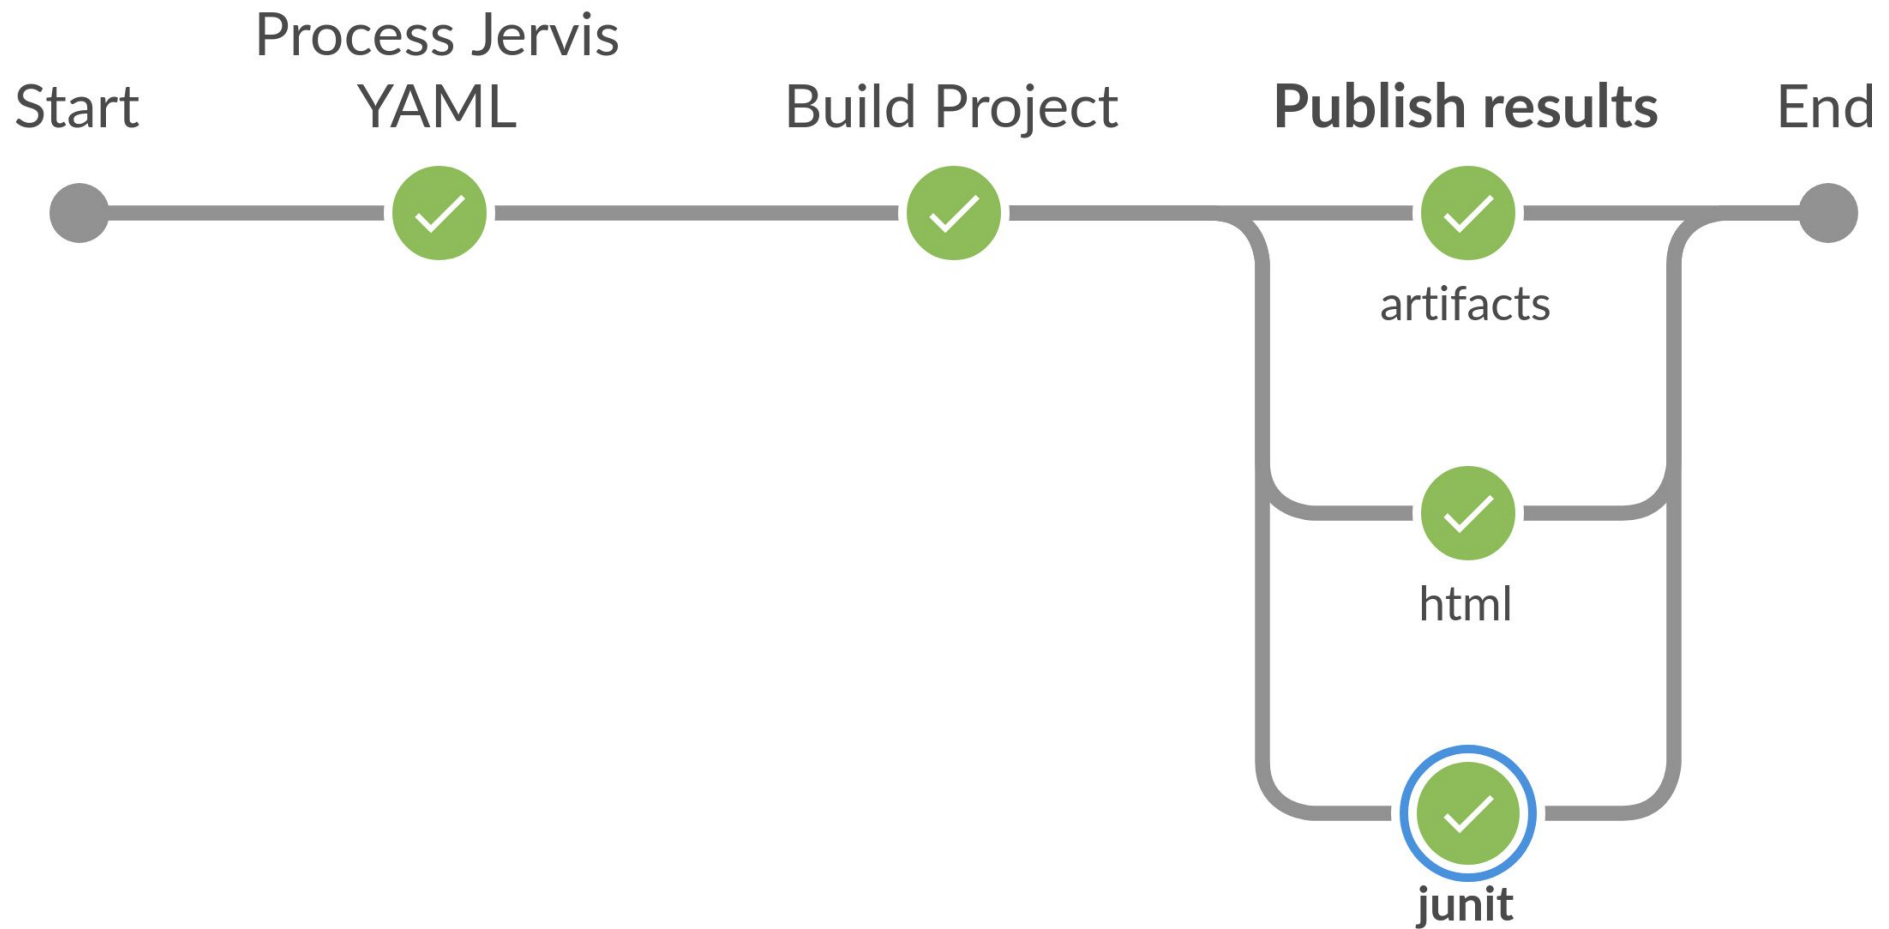 Process Jervis
Start YAML Build Project Publish results End
artifacts
html
junit